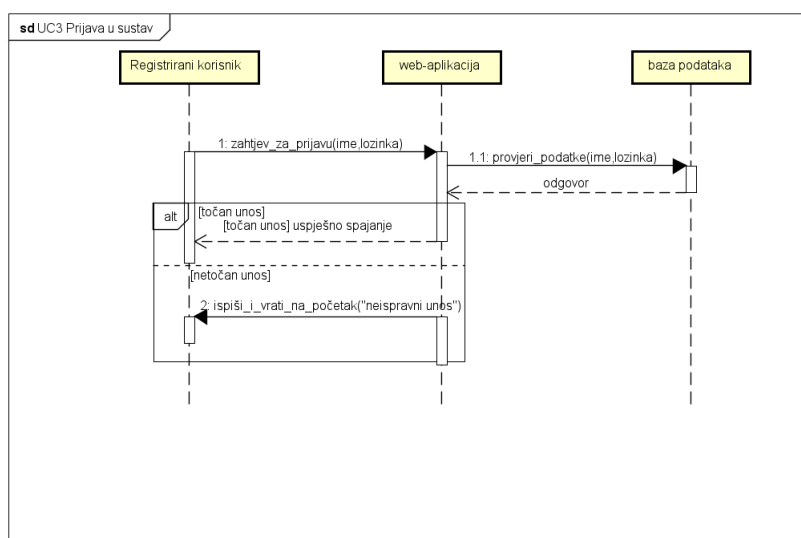 sd UC3 Prijava u sustav
Registrirani korisnik
web-aplikacija
baza podataka
1: zahtjev_za_prijavu(ime,lozinka)
1.1: provjeri_podatke(ime,lozinka)
odgovor
alt
[točan unos]
[točan unos] uspješno spajanje
[netočan unos]
2: ispiši_i_vrati_na_početak("neispravni unos")